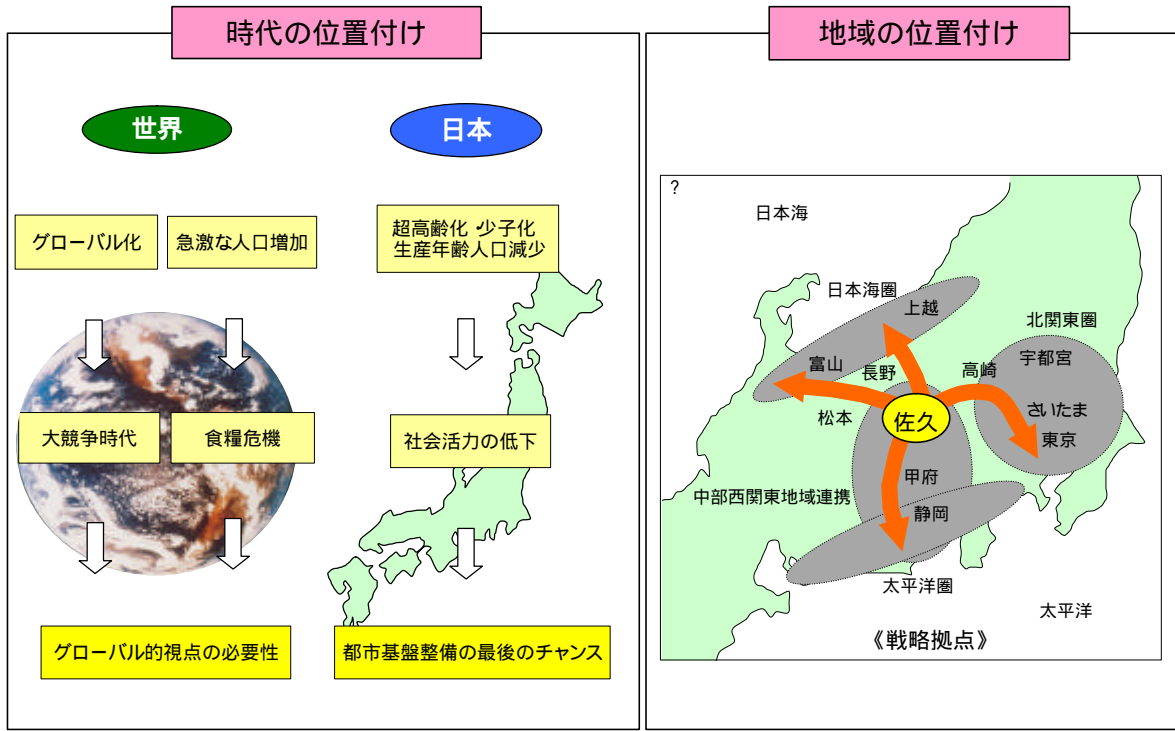 時代の位置付け
世界
日本
グローバル化
急激な人口増加
超高齢化・少子化
生産年齢人口減少
大競争時代
食糧危機
社会活力の低下
グローバル的視点の必要性
都市基盤整備の最後のチャンス
地域の位置付け
?
日本海
日本海圏
上越
北関東圏
富山
長野
高崎
宇都宮
松本
佐久
さいたま
東京
甲府
中部西関東地域連携
静岡
太平洋圏
太平洋
《戦略拠点》